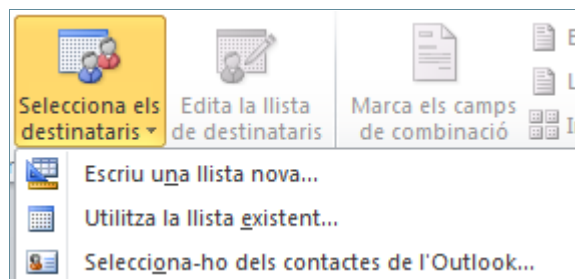 Selecciona els
destinataris
Edita la llista
de destinataris
Marca els camps
de combinació
Escriu una llista nova...
Utilitza la llista existent...
Selecciona-ho dels contactes de l'Outlook...